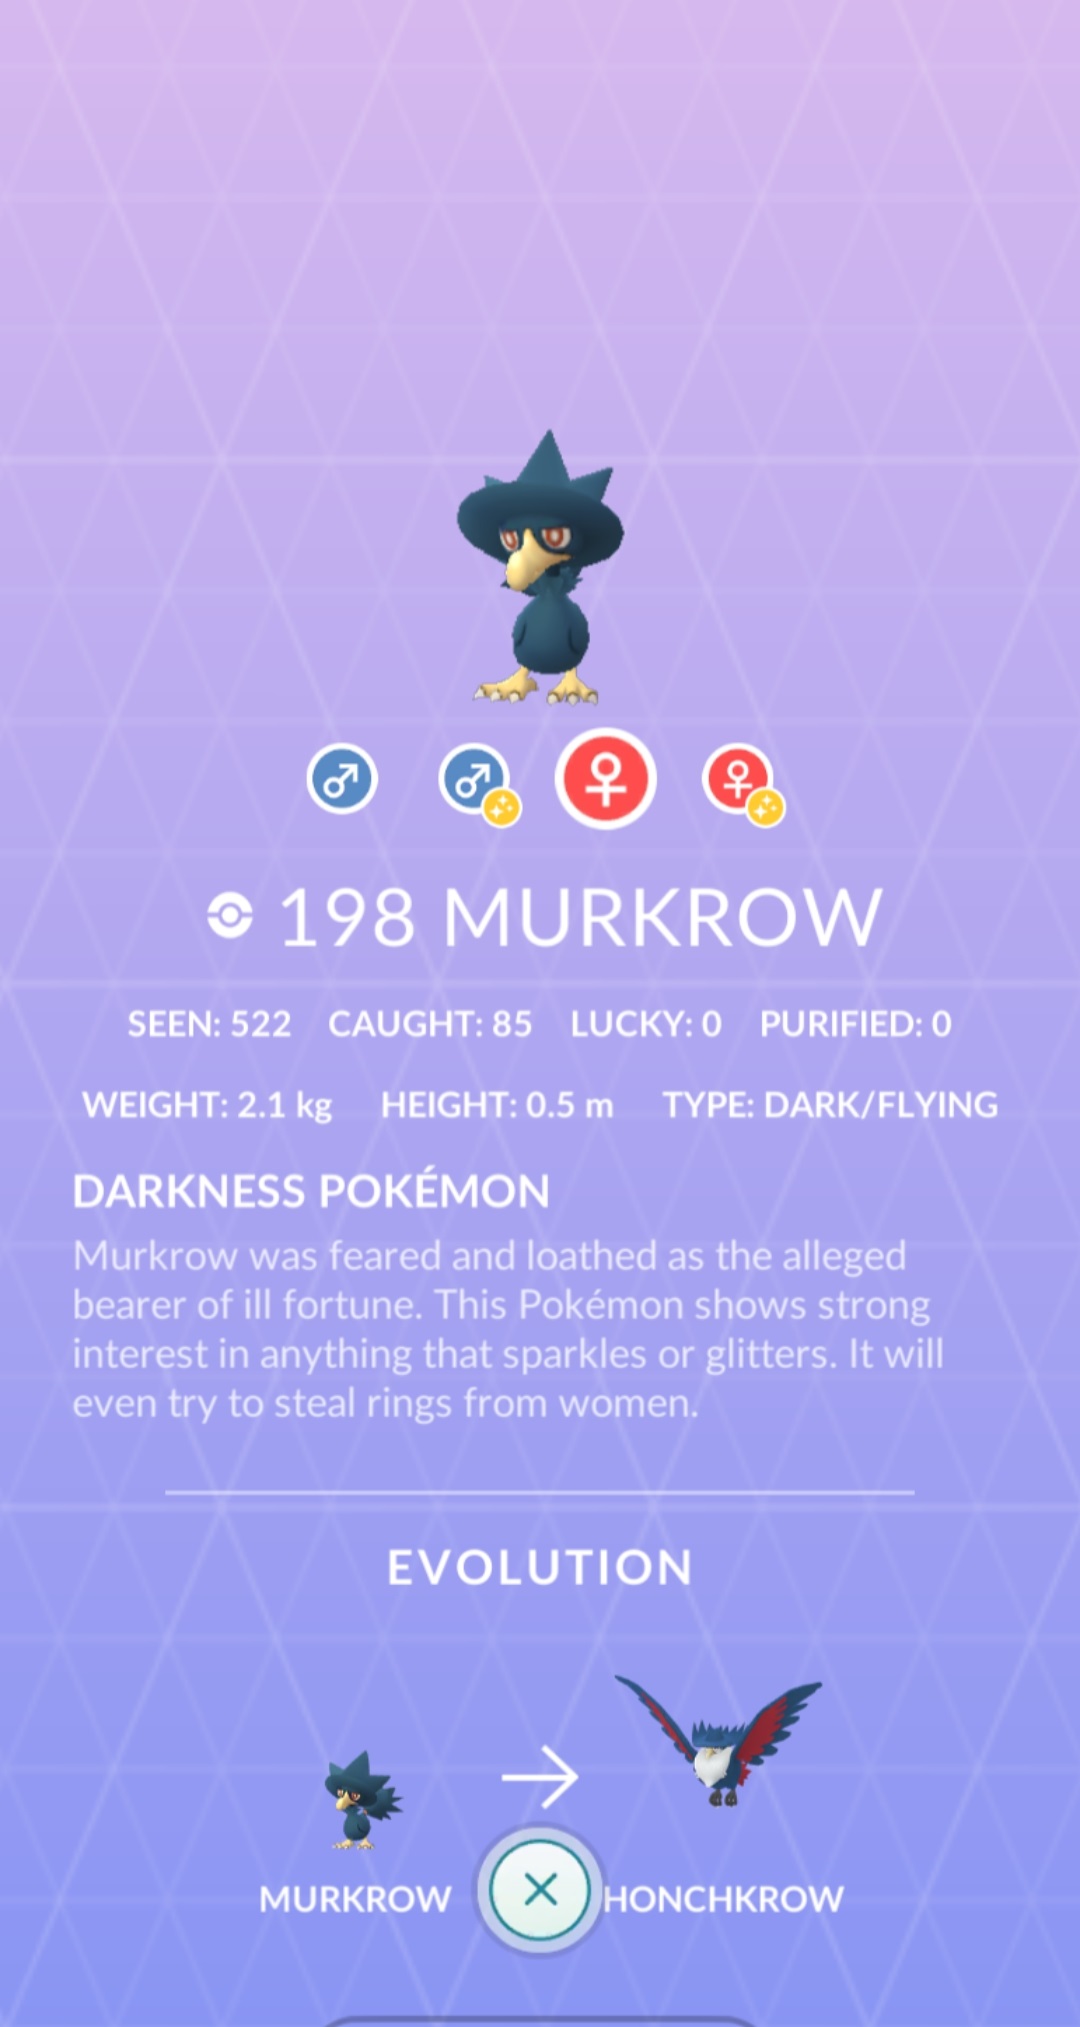 198 MURKROW
SEEN: 522 CAUGHT: 85 LUCKY: 0 PURIFIED: 0
WEIGHT: 2.1 kg HEIGHT: 0.5 m TYPE: DARK/FLYING
DARKNESS POKÉMON
Murkrow was feared and loathed as the alleged
bearer of ill fortune. This Pokémon shows strong
interest in anything that sparkles or glitters. It will
even try to steal rings from women.
EVOLUTION
MURKROW HONCHKROW